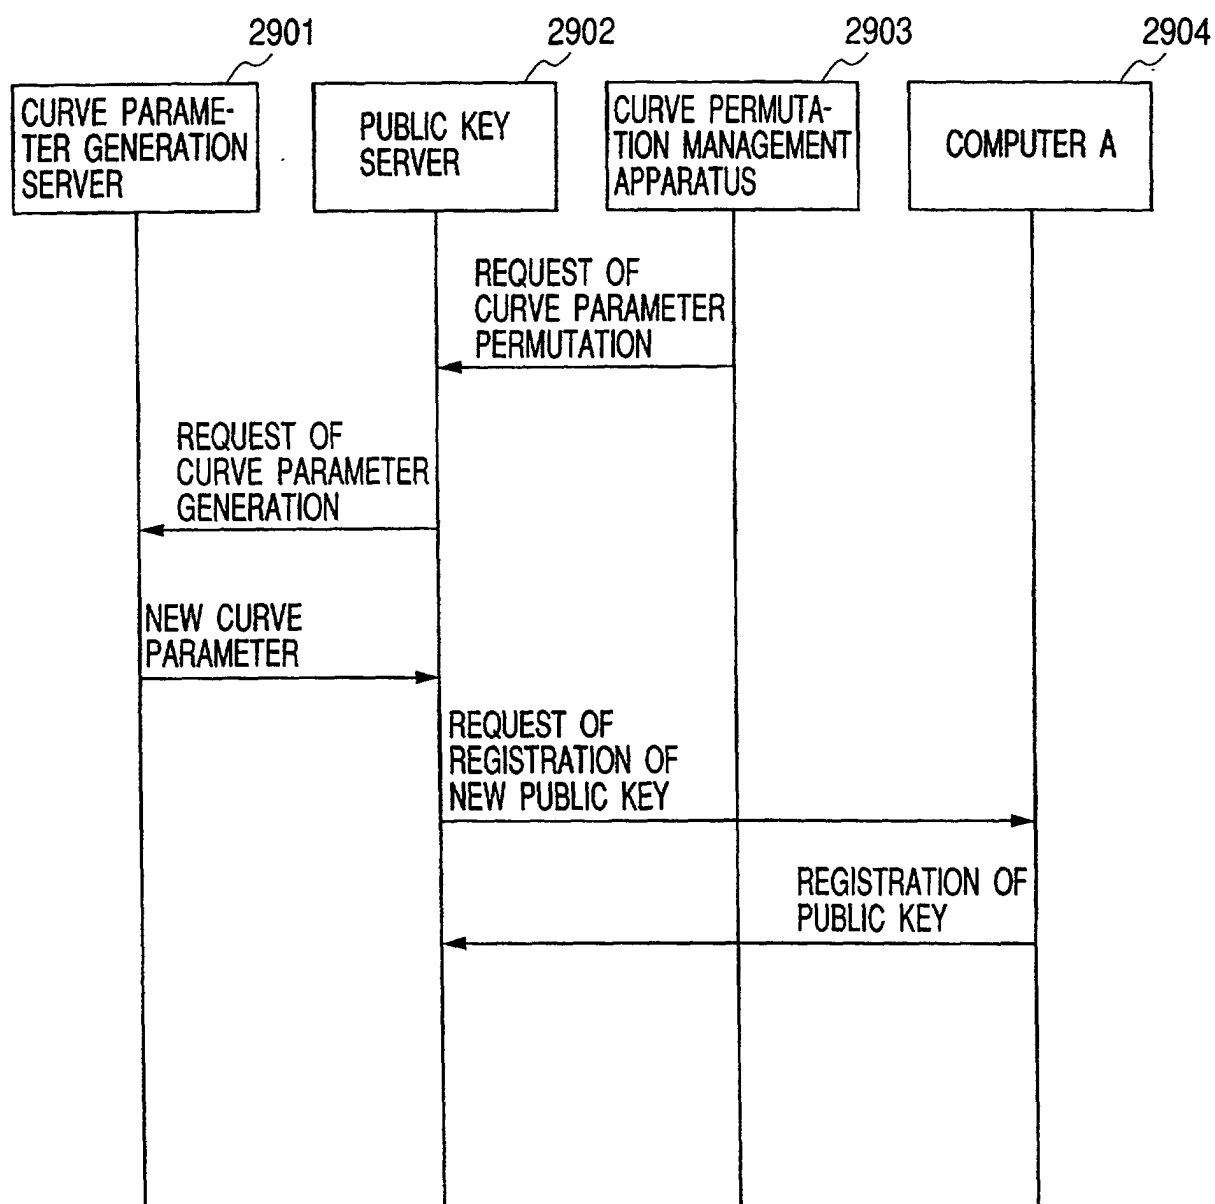 2901
2902
2903
2904
CURVE PARAME-
TER GENERATION
SERVER
PUBLIC KEY
SERVER
CURVE PERMUTA-
TION MANAGEMENT
APPARATUS
COMPUTER A
REQUEST OF
CURVE PARAMETER
PERMUTATION
REQUEST OF
CURVE PARAMETER
GENERATION
NEW CURVE
PARAMETER
REQUEST OF
REGISTRATION OF
NEW PUBLIC KEY
REGISTRATION OF
PUBLIC KEY